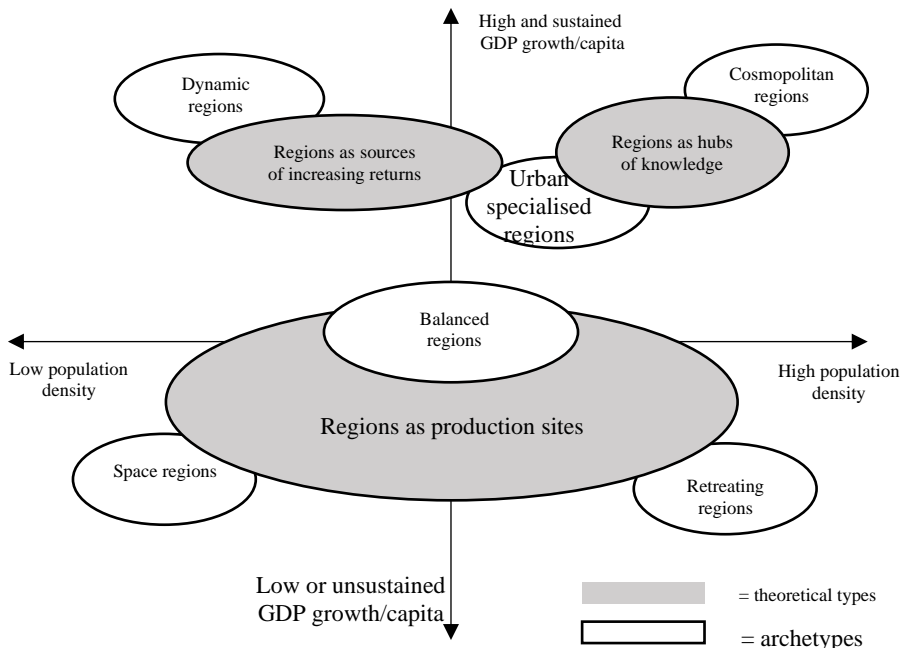 High and sustained
GDP growth/capita
Dynamic
regions
Cosmopolitan
regions
Regions as sources
of increasing returns
Regions as hubs
of knowledge
Urban
specialised
regions
Balanced
regions
Low population
density
High population
density
Regions as production sites
Space regions
Retreating
regions
Low or unsustained
GDP growth/capita
= theoretical types
= archetypes